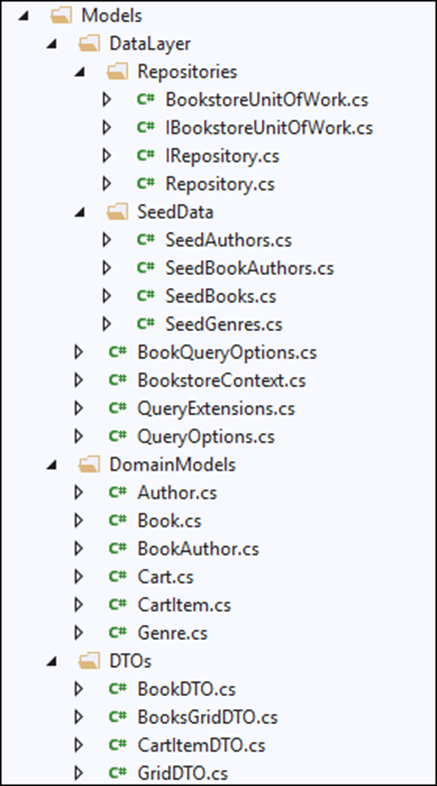 Models
DataLayer
Repositories
C# BookstoreUnitOfWork.cs
C# IBookstoreUnitOfWork.cs
C# IRepository.cs
C# Repository.cs
SeedData
C# SeedAuthors.cs
C# SeedBookAuthors.cs
C# SeedBooks.cs
C# SeedGenres.cs
C# BookQueryOptions.cs
C# BookstoreContext.cs
C# QueryExtensions.cs
C# QueryOptions.cs
DomainModels
C# Author.cs
C# Book.cs
C# BookAuthor.cs
C# Cart.cs
C# CartItem.cs
C# Genre.cs
DTOs
C# BookDTO.cs
C# BooksGridDTO.cs
C# CartItemDTO.cs
C# GridDTO.cs